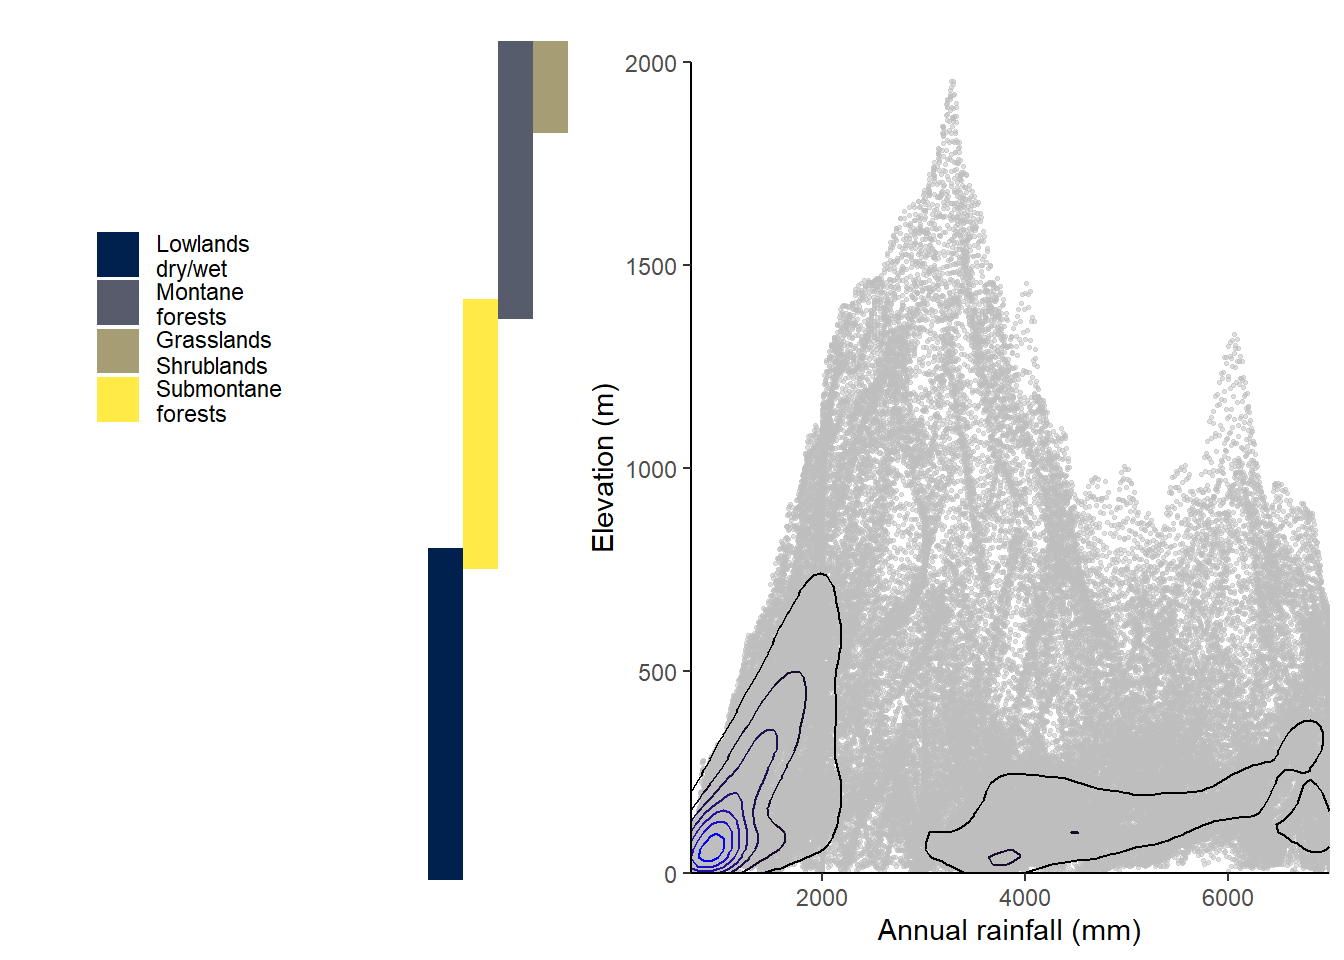 Lowlands
dry/wet
Montane
forests
Grasslands
Shrublands
Submontane
forests
Elevation (m)
2000
1500
1000
500
0
2000 4000 6000
Annual rainfall (mm)